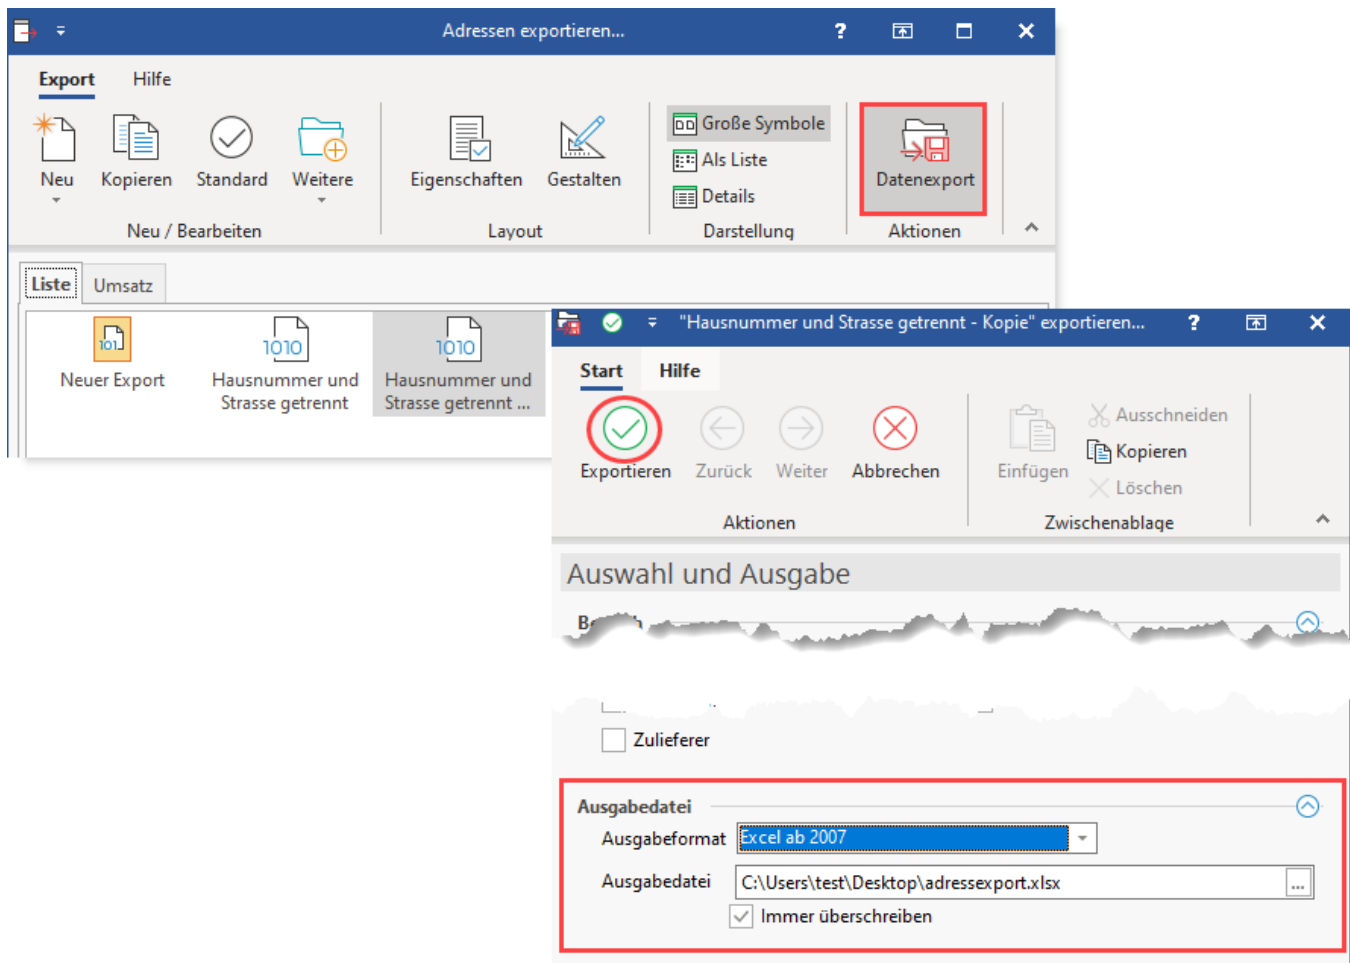 Adressen exportieren...
?
Export Hilfe
Neu Kopieren Standard Weitere Eigenschaften Gestalten
Große Symbole
Als Liste
Details
Datenexport
Neu / Bearbeiten Layout Darstellung Aktionen
Liste Umsatz
101
Neuer Export
1010
Hausnummer und
Strasse getrennt
1010
Hausnummer und
Strasse getrennt ...
"Hausnummer und Strasse getrennt - Kopie" exportieren...
?
Start Hilfe
Exportieren Zurück Weiter Abbrechen Einfügen
Ausschneiden
Kopieren
Löschen
Aktionen Zwischenablage
Auswahl und Ausgabe
Zulieferer
Ausgabedatei
Ausgabeformat Excel ab 2007
Ausgabedatei C:\Users\test\Desktop\adressexport.xlsx ...
Immer überschreiben